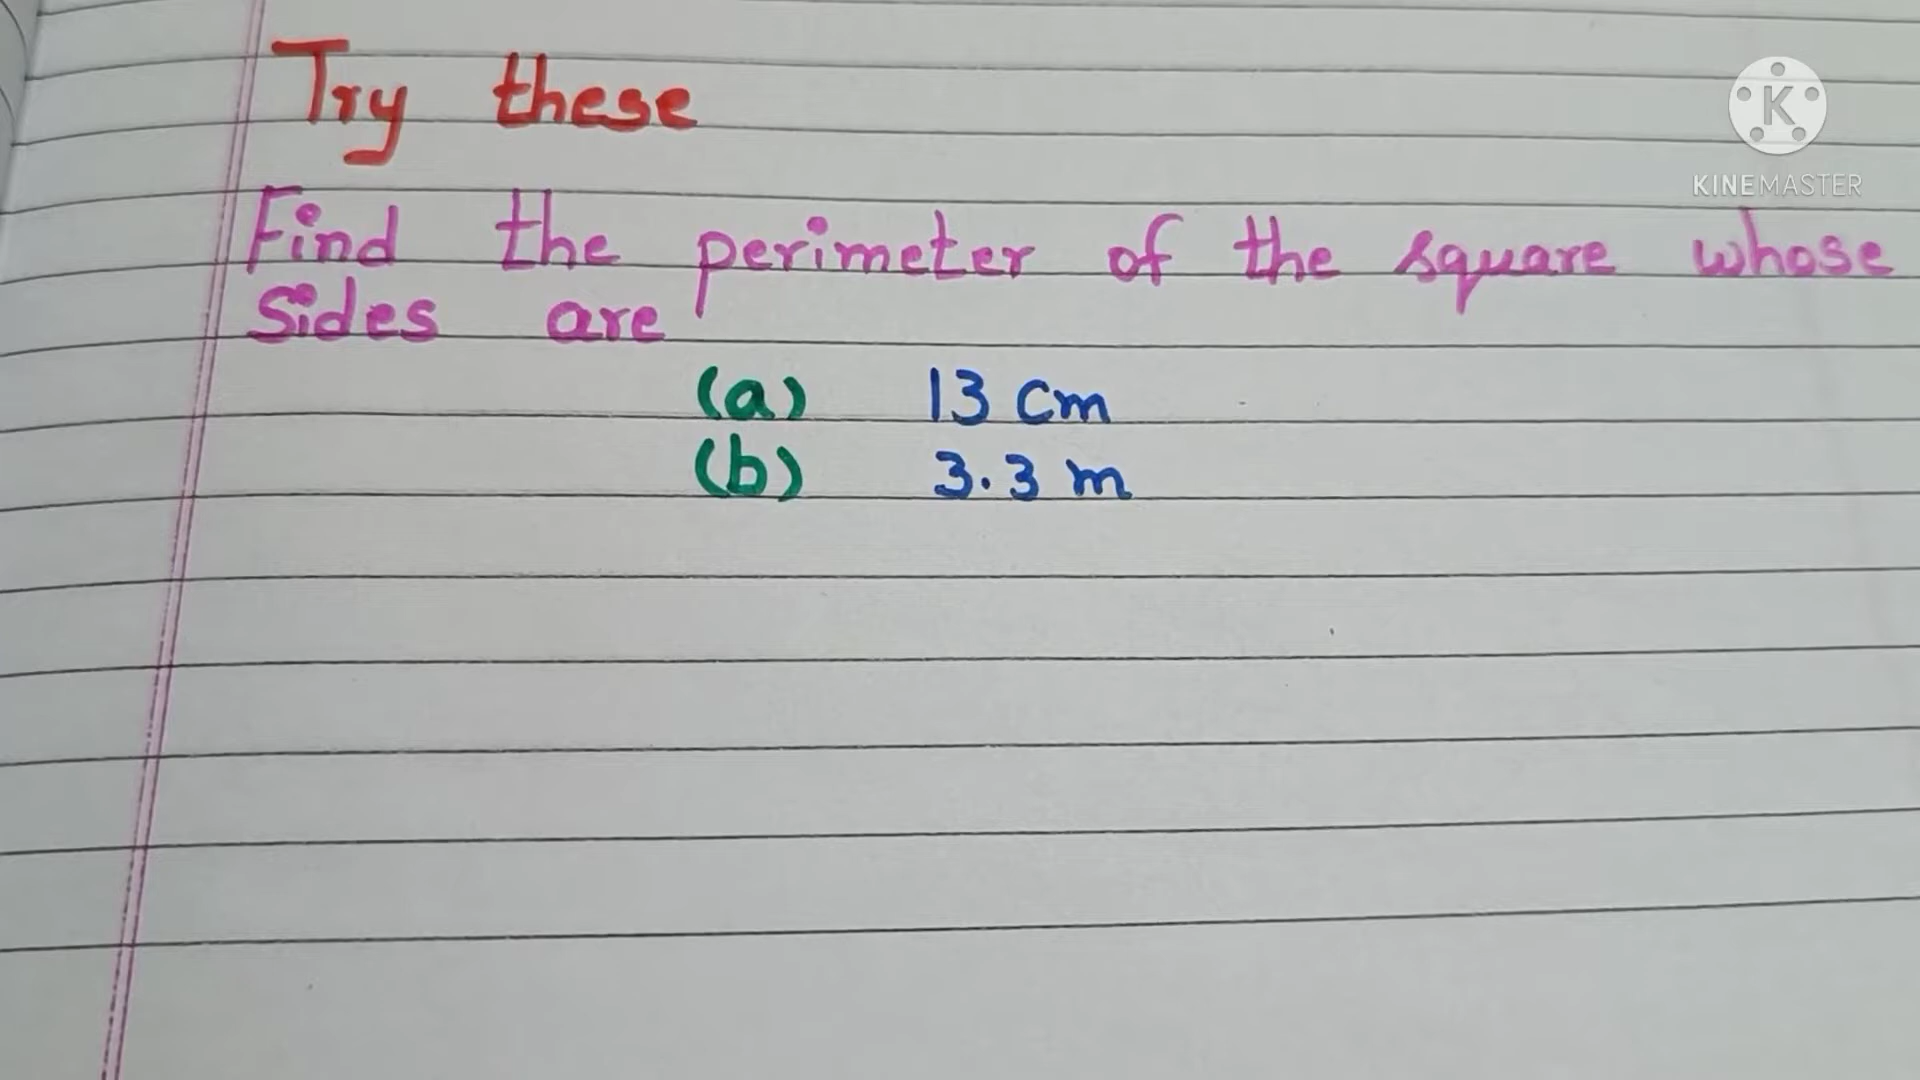 Try these
K
KINEMASTER
Find the perimeter of the square whose
sides are
(a) 13 cm
(b) 3.3 m